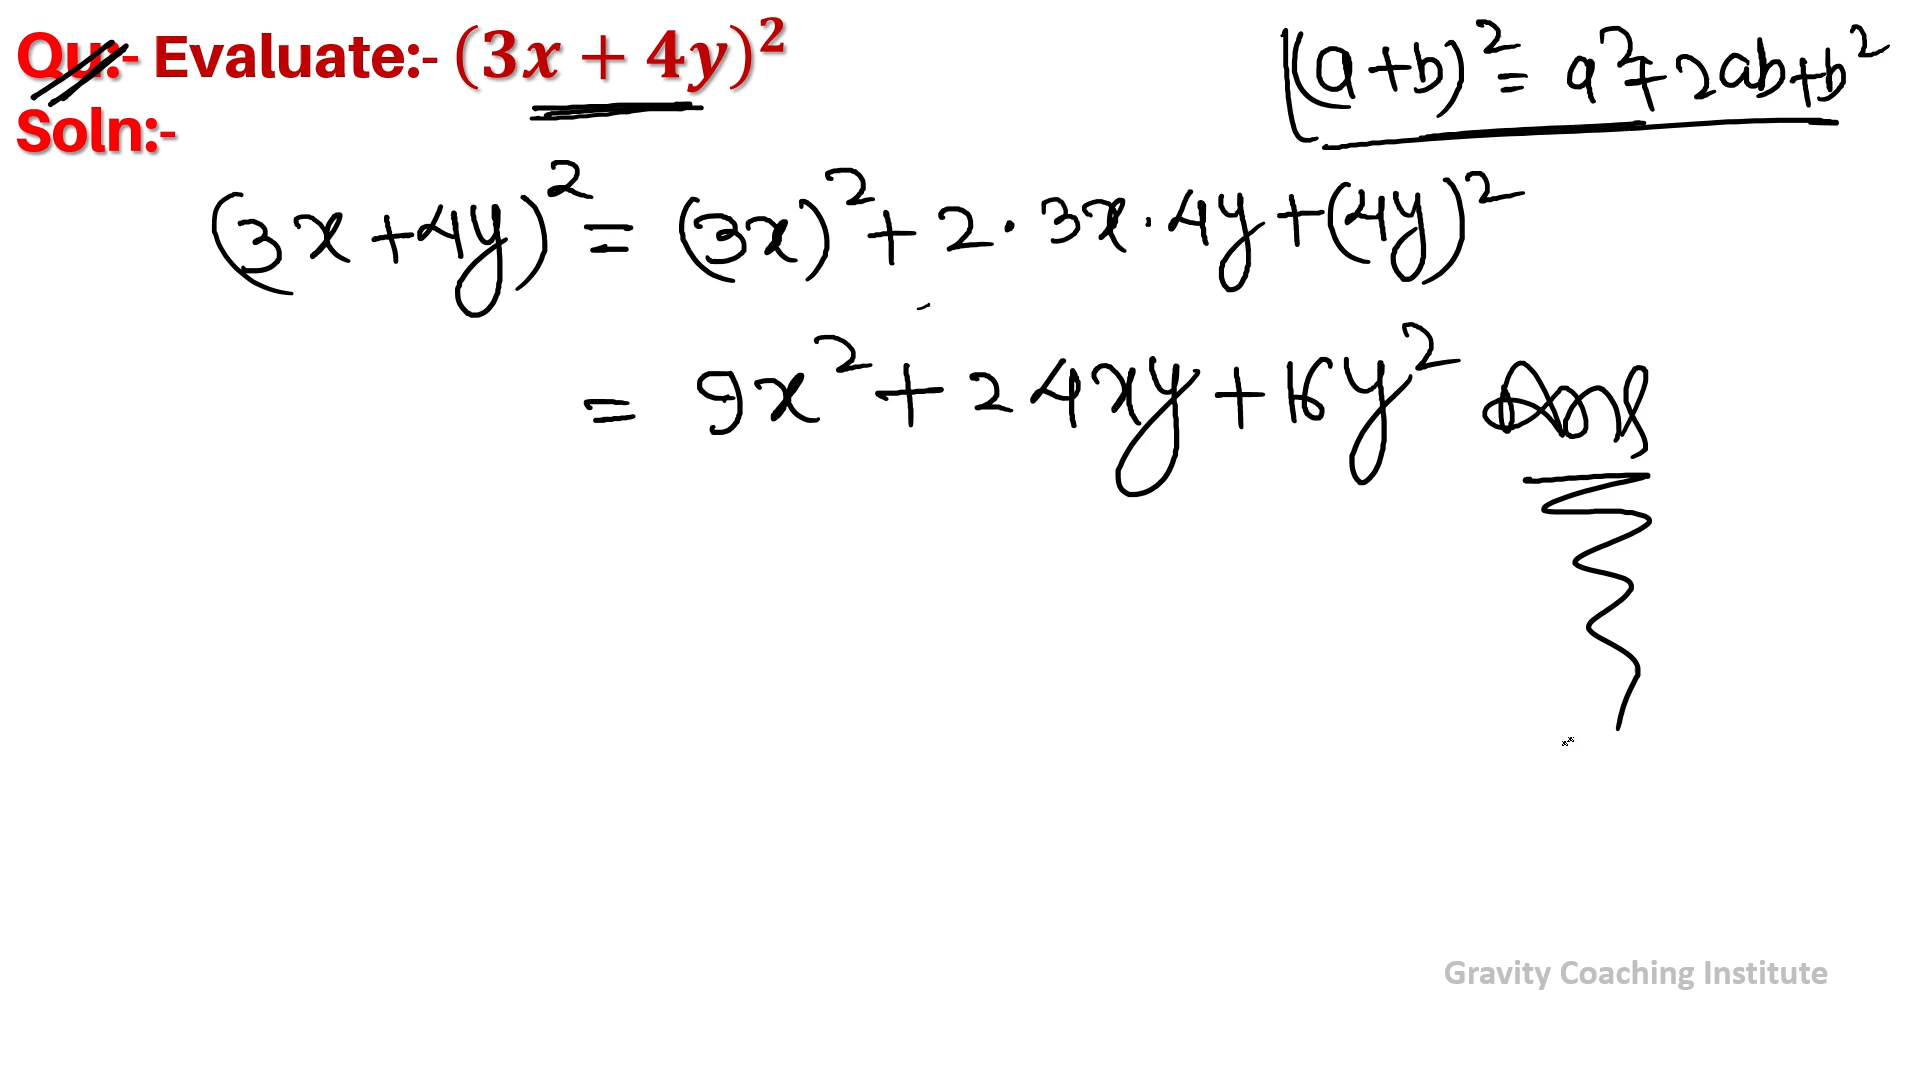 Qu:- Evaluate:- (3x + 4y)²
(a+b)² = a²+2ab+b²
Soln:-
(3x+4y)² = (3x)² + 2 · 3x · 4y + (4y)²
= 9x² + 24xy + 16y² Ans
Gravity Coaching Institute